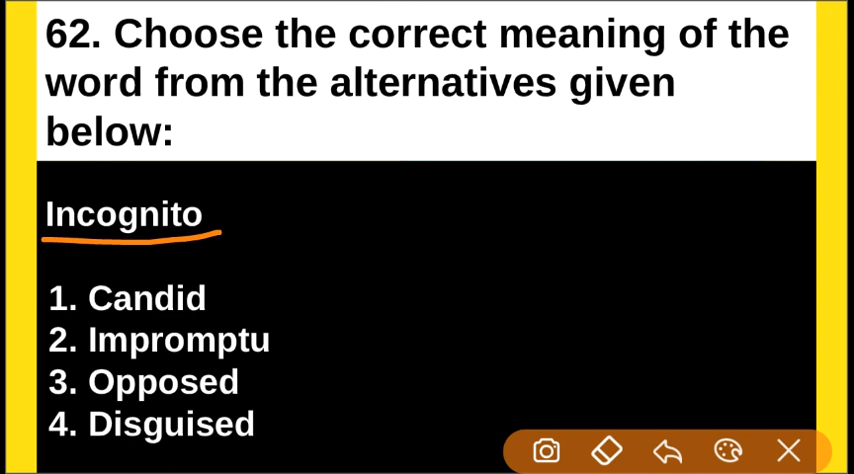 62. Choose the correct meaning of the
word from the alternatives given
below:
Incognito
1. Candid
2. Impromptu
3. Opposed
4. Disguised